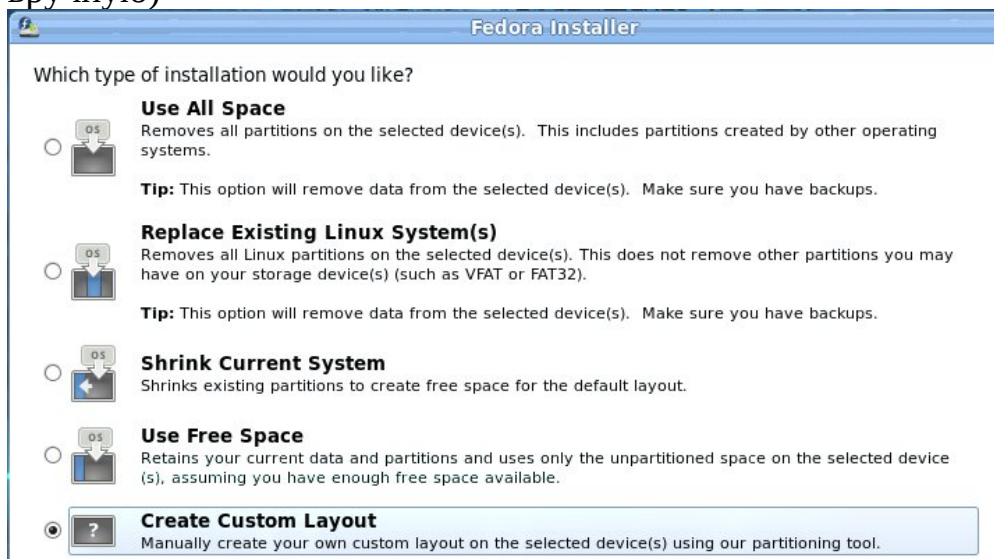 вручную)
Fedora Installer
Which type of installation would you like?
Use All Space
Removes all partitions on the selected device(s). This includes partitions created by other operating
systems.
Tip: This option will remove data from the selected device(s). Make sure you have backups.
Replace Existing Linux System(s)
Removes all Linux partitions on the selected device(s). This does not remove other partitions you may
have on your storage device(s) (such as VFAT or FAT32).
Tip: This option will remove data from the selected device(s). Make sure you have backups.
Shrink Current System
Shrinks existing partitions to create free space for the default layout.
Use Free Space
Retains your current data and partitions and uses only the unpartitioned space on the selected device
(s), assuming you have enough free space available.
Create Custom Layout
Manually create your own custom layout on the selected device(s) using our partitioning tool.
OS
OS
OS
OS
?